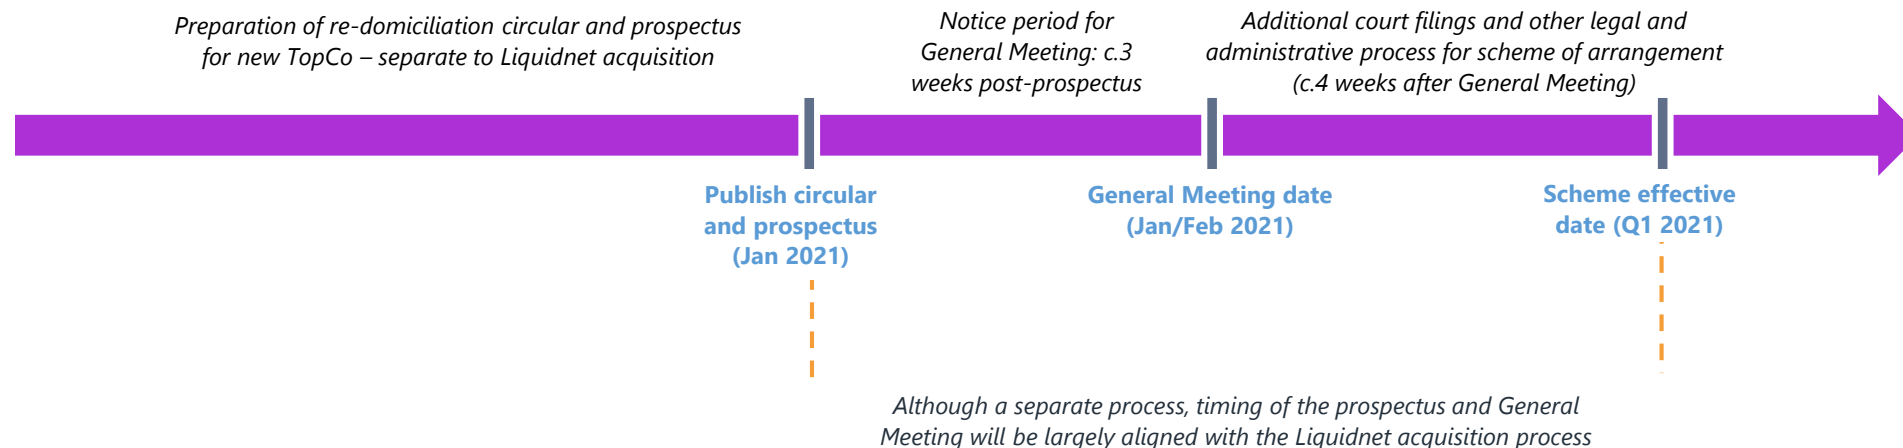 Preparation of re-domiciliation circular and prospectus
for new TopCo – separate to Liquidnet acquisition
Notice period for
General Meeting: c.3
weeks post-prospectus
Additional court filings and other legal and
administrative process for scheme of arrangement
(c.4 weeks after General Meeting)
Publish circular
and prospectus
(Jan 2021)
General Meeting date
(Jan/Feb 2021)
Scheme effective
date (Q1 2021)
Although a separate process, timing of the prospectus and General
Meeting will be largely aligned with the Liquidnet acquisition process